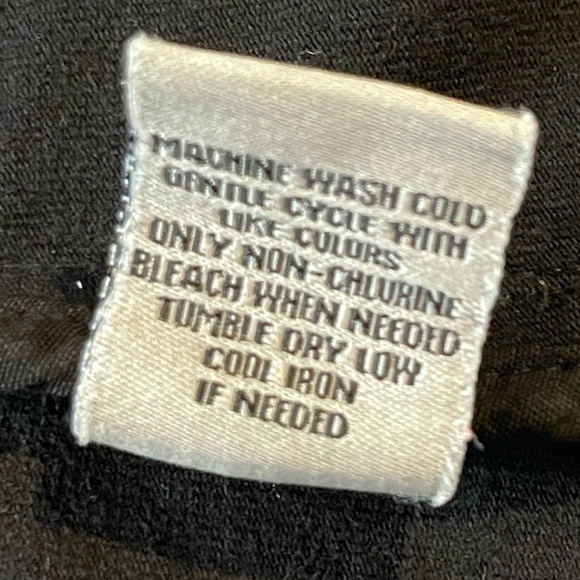 MACHINE WASH COLD
GENTLE CYCLE WITH
LIKE COLORS
ONLY NON-CHLORINE
BLEACH WHEN NEEDED
TUMBLE DRY LOW
COOL IRON
IF NEEDED